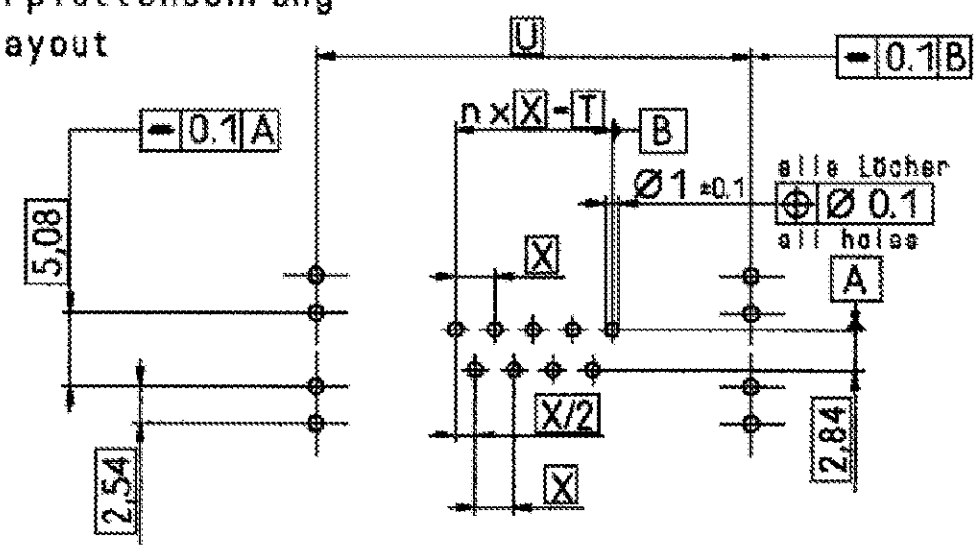 ayout
U
0.1 B
n x X - T
0.1 A
B
Ø1 ±0.1
alle Löcher
Ø 0.1
all holes
5,08
X
A
X/2
2,84
2,54
X